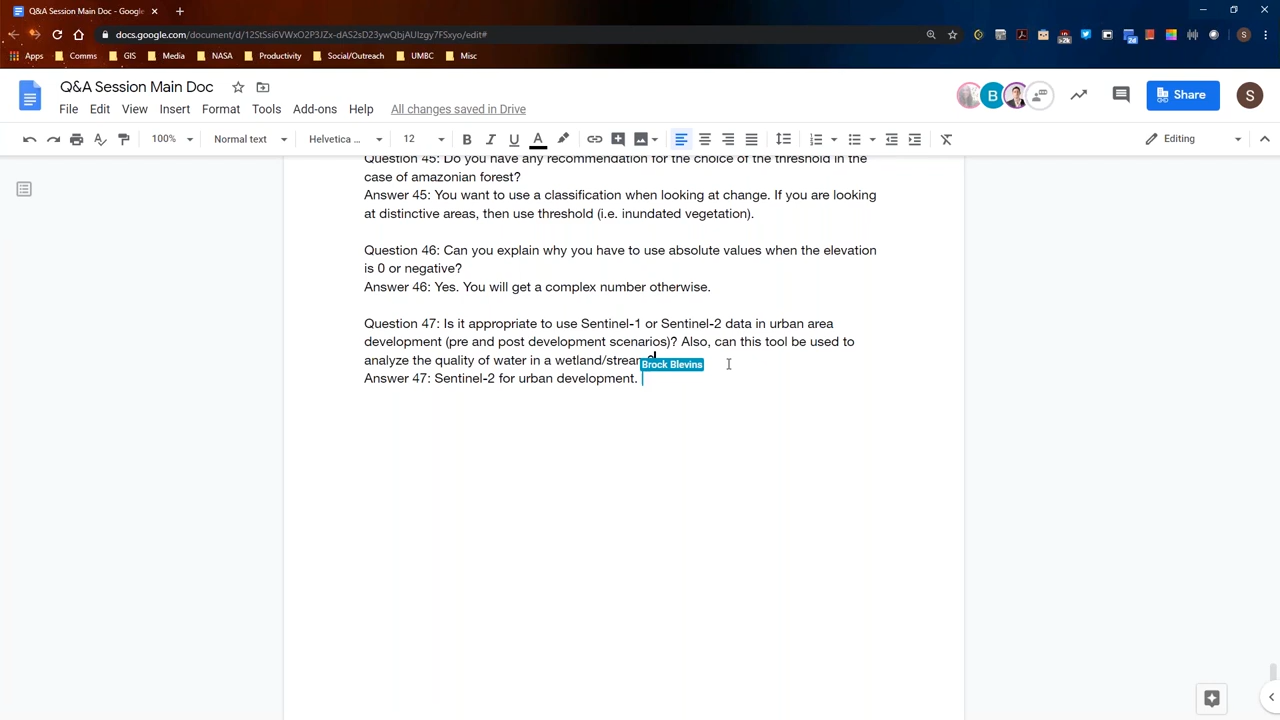 Q&A Session Main Doc - Google
docs.google.com/document/d/12StSsi6VWxO2P3JZx-dAS2sD23ywQbjAUIzgy7FSxyo/edit#
Apps Comms GIS Media NASA Productivity Social/Outreach UMBC Misc
Q&A Session Main Doc
File Edit View Insert Format Tools Add-ons Help All changes saved in Drive
B Share S
100% Normal text Helvetica ... 12 B I U A Editing
Question 45: Do you have any recommendation for the choice of the threshold in the
case of amazonian forest?
Answer 45: You want to use a classification when looking at change. If you are looking
at distinctive areas, then use threshold (i.e. inundated vegetation).
Question 46: Can you explain why you have to use absolute values when the elevation
is 0 or negative?
Answer 46: Yes. You will get a complex number otherwise.
Question 47: Is it appropriate to use Sentinel-1 or Sentinel-2 data in urban area
development (pre and post development scenarios)? Also, can this tool be used to
analyze the quality of water in a wetland/stream
Brock Blevins
Answer 47: Sentinel-2 for urban development.